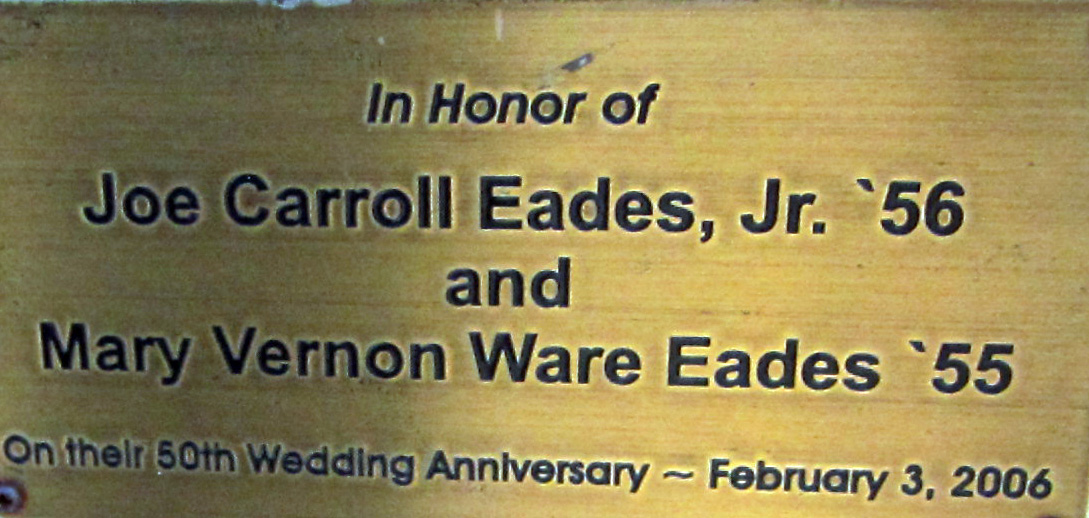 In Honor of
Joe Carroll Eades, Jr. `56
and
Mary Vernon Ware Eades `55
On their 50th Wedding Anniversary ~ February 3, 2006